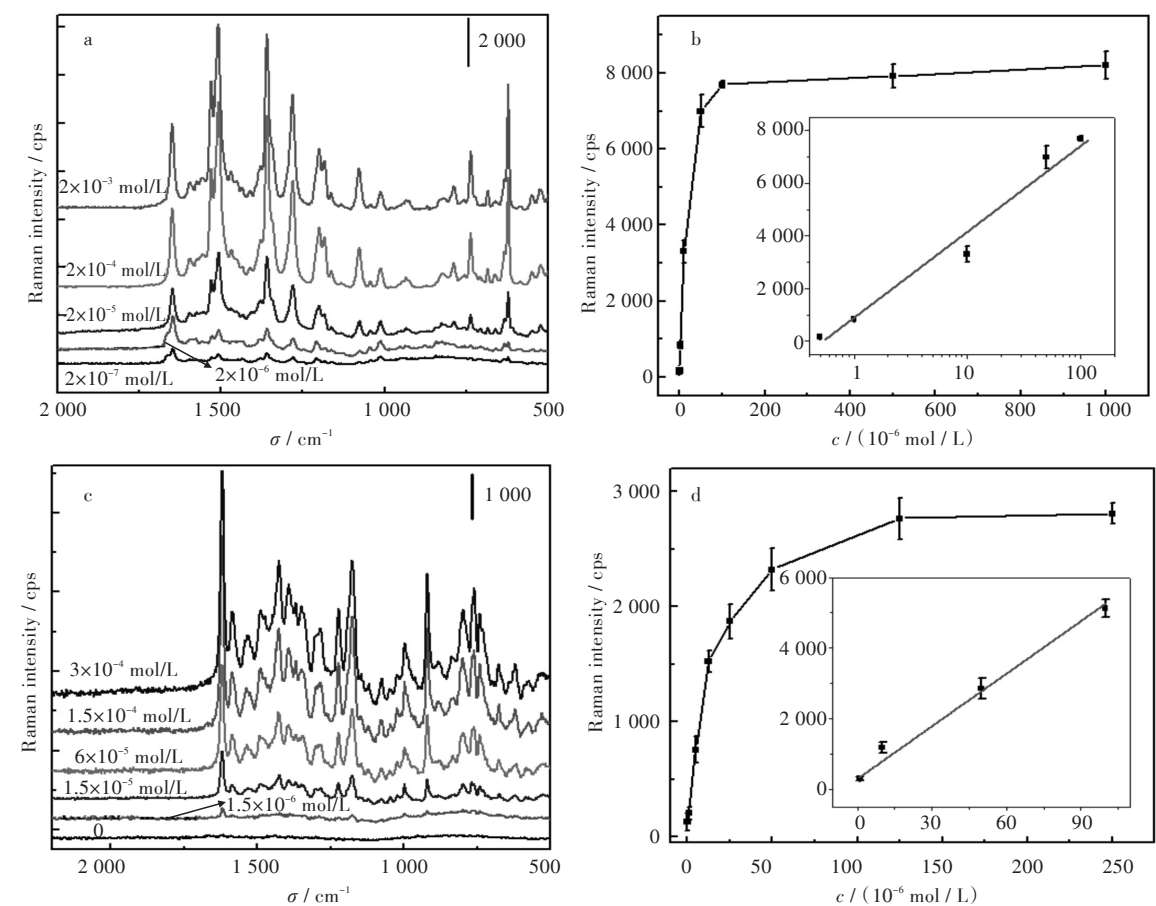 a
2 000
2×10⁻³ mol/L
2×10⁻⁴ mol/L
2×10⁻⁵ mol/L
2×10⁻⁶ mol/L
2×10⁻⁷ mol/L
Raman intensity / cps
2 000 1 500 1 000 500
σ / cm⁻¹
b
8 000
6 000
4 000
2 000
0
Raman intensity / cps
8 000
6 000
4 000
2 000
0
1 10 100
0 200 400 600 800 1 000
c / (10⁻⁶ mol / L)
c
1 000
3×10⁻⁴ mol/L
1.5×10⁻⁴ mol/L
6×10⁻⁵ mol/L
1.5×10⁻⁵ mol/L
1.5×10⁻⁶ mol/L
0
Raman intensity / cps
2 000 1 500 1 000 500
σ / cm⁻¹
d
3 000
2 000
1 000
0
Raman intensity / cps
6 000
4 000
2 000
0
0 30 60 90
0 50 100 150 200 250
c / (10⁻⁶ mol / L)